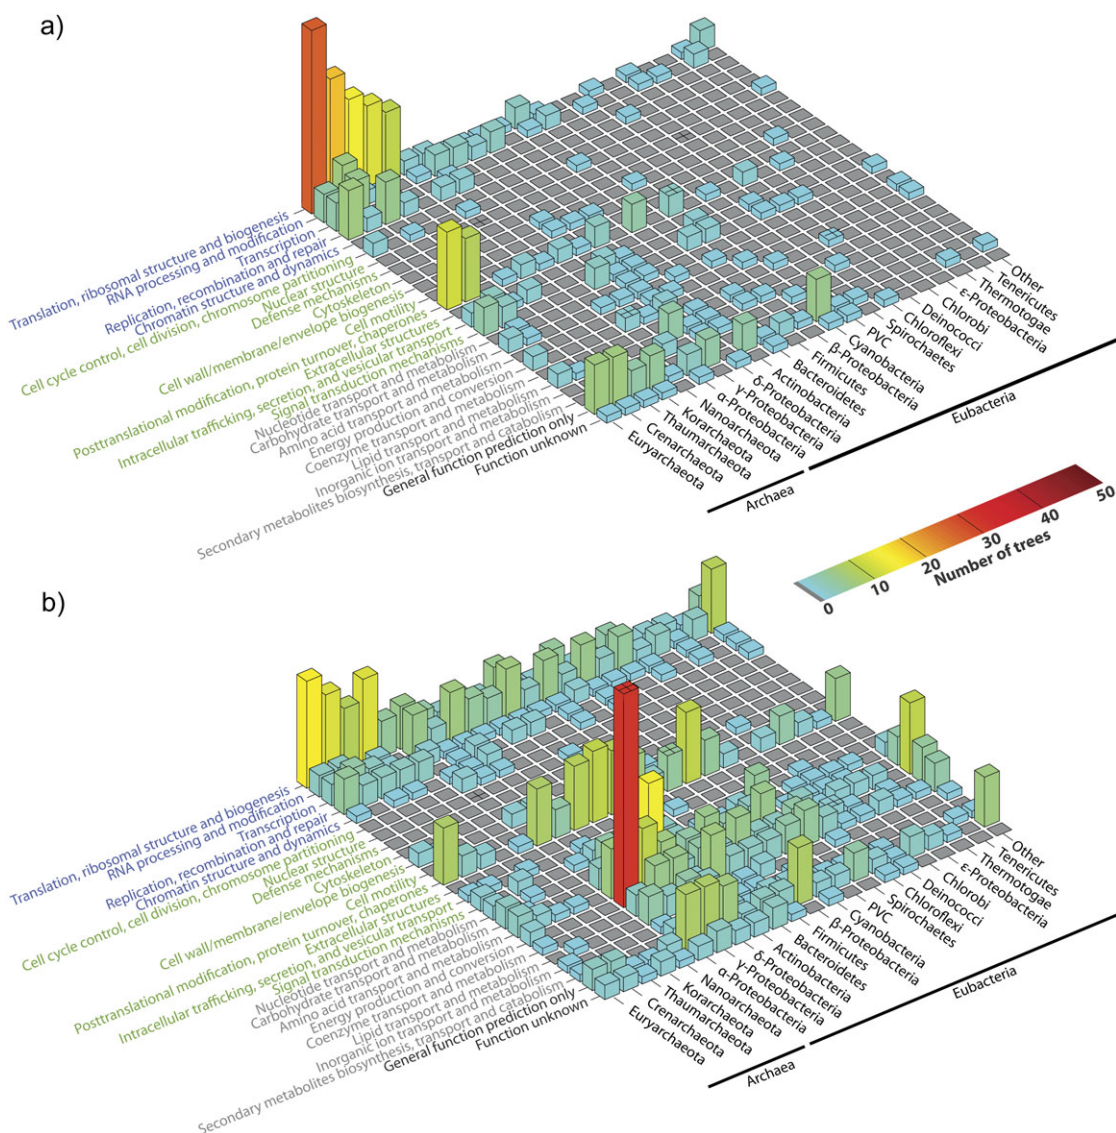 a)
Translation, ribosomal structure and biogenesis
RNA processing and modification
Transcription
Replication, recombination and repair
Chromatin structure and dynamics
Cell cycle control, cell division, chromosome partitioning
Nuclear structure
Defense mechanisms
Cytoskeleton
Cell wall/membrane/envelope biogenesis
Cell motility
Posttranslational modification, protein turnover, chaperones
Extracellular structures
Intracellular trafficking, secretion, and vesicular transport
Signal transduction mechanisms
Nucleotide transport and metabolism
Carbohydrate transport and metabolism
Amino acid transport and metabolism
Energy production and conversion
Coenzyme transport and metabolism
Lipid transport and metabolism
Inorganic ion transport and metabolism
Secondary metabolites biosynthesis, transport and catabolism
General function prediction only
Function unknown
Euryarchaeota
Crenarchaeota
Thaumarchaeota
Korarchaeota
Nanoarchaeota
α-Proteobacteria
γ-Proteobacteria
δ-Proteobacteria
Actinobacteria
Bacteroidetes
Firmicutes
β-Proteobacteria
Cyanobacteria
PVC
Spirochaetes
Chloroflexi
Deinococci
Chlorobi
ε-Proteobacteria
Thermotogae
Tenericutes
Other
Archaea
Eubacteria
0
10
20
30
40
50
Number of trees
b)
Translation, ribosomal structure and biogenesis
RNA processing and modification
Transcription
Replication, recombination and repair
Chromatin structure and dynamics
Cell cycle control, cell division, chromosome partitioning
Nuclear structure
Defense mechanisms
Cytoskeleton
Cell wall/membrane/envelope biogenesis
Cell motility
Posttranslational modification, protein turnover, chaperones
Extracellular structures
Intracellular trafficking, secretion, and vesicular transport
Signal transduction mechanisms
Nucleotide transport and metabolism
Carbohydrate transport and metabolism
Amino acid transport and metabolism
Energy production and conversion
Coenzyme transport and metabolism
Lipid transport and metabolism
Inorganic ion transport and metabolism
Secondary metabolites biosynthesis, transport and catabolism
General function prediction only
Function unknown
Euryarchaeota
Crenarchaeota
Thaumarchaeota
Korarchaeota
Nanoarchaeota
α-Proteobacteria
γ-Proteobacteria
δ-Proteobacteria
Actinobacteria
Bacteroidetes
Firmicutes
β-Proteobacteria
Cyanobacteria
PVC
Spirochaetes
Chloroflexi
Deinococci
Chlorobi
ε-Proteobacteria
Thermotogae
Tenericutes
Other
Archaea
Eubacteria